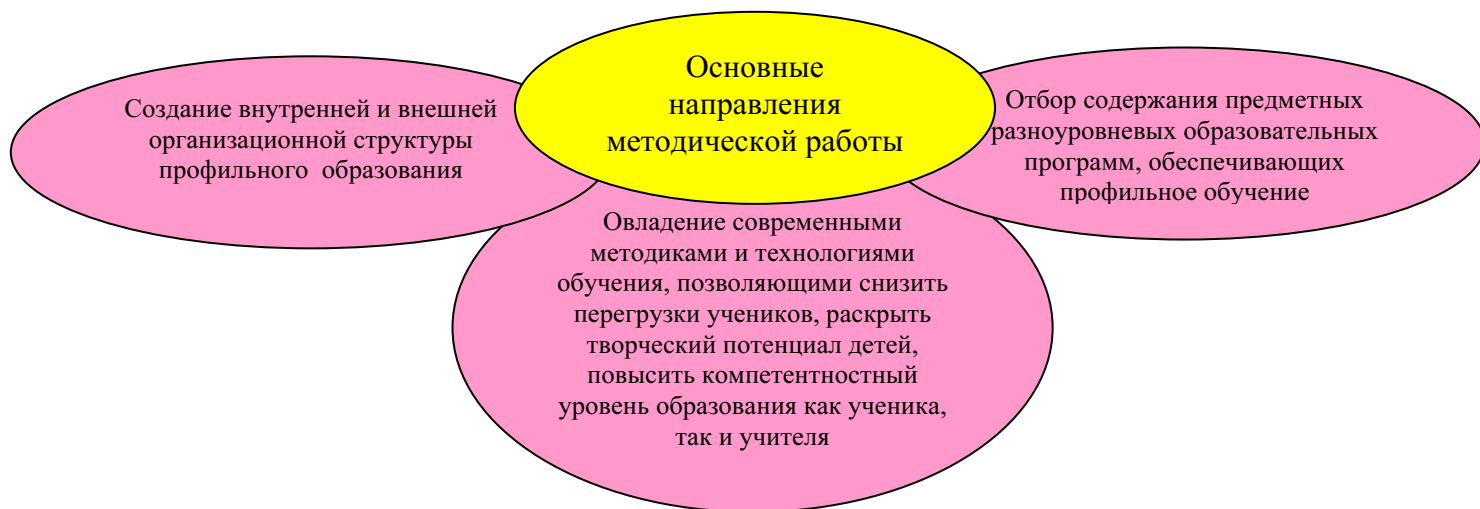 Основные
направления
методической работы
Создание внутренней и внешней
организационной структуры
профильного образования
Отбор содержания предметных
разноуровневых образовательных
программ, обеспечивающих
профильное обучение
Овладение современными
методиками и технологиями
обучения, позволяющими снизить
перегрузки учеников, раскрыть
творческий потенциал детей,
повысить компетентностный
уровень образования как ученика,
так и учителя